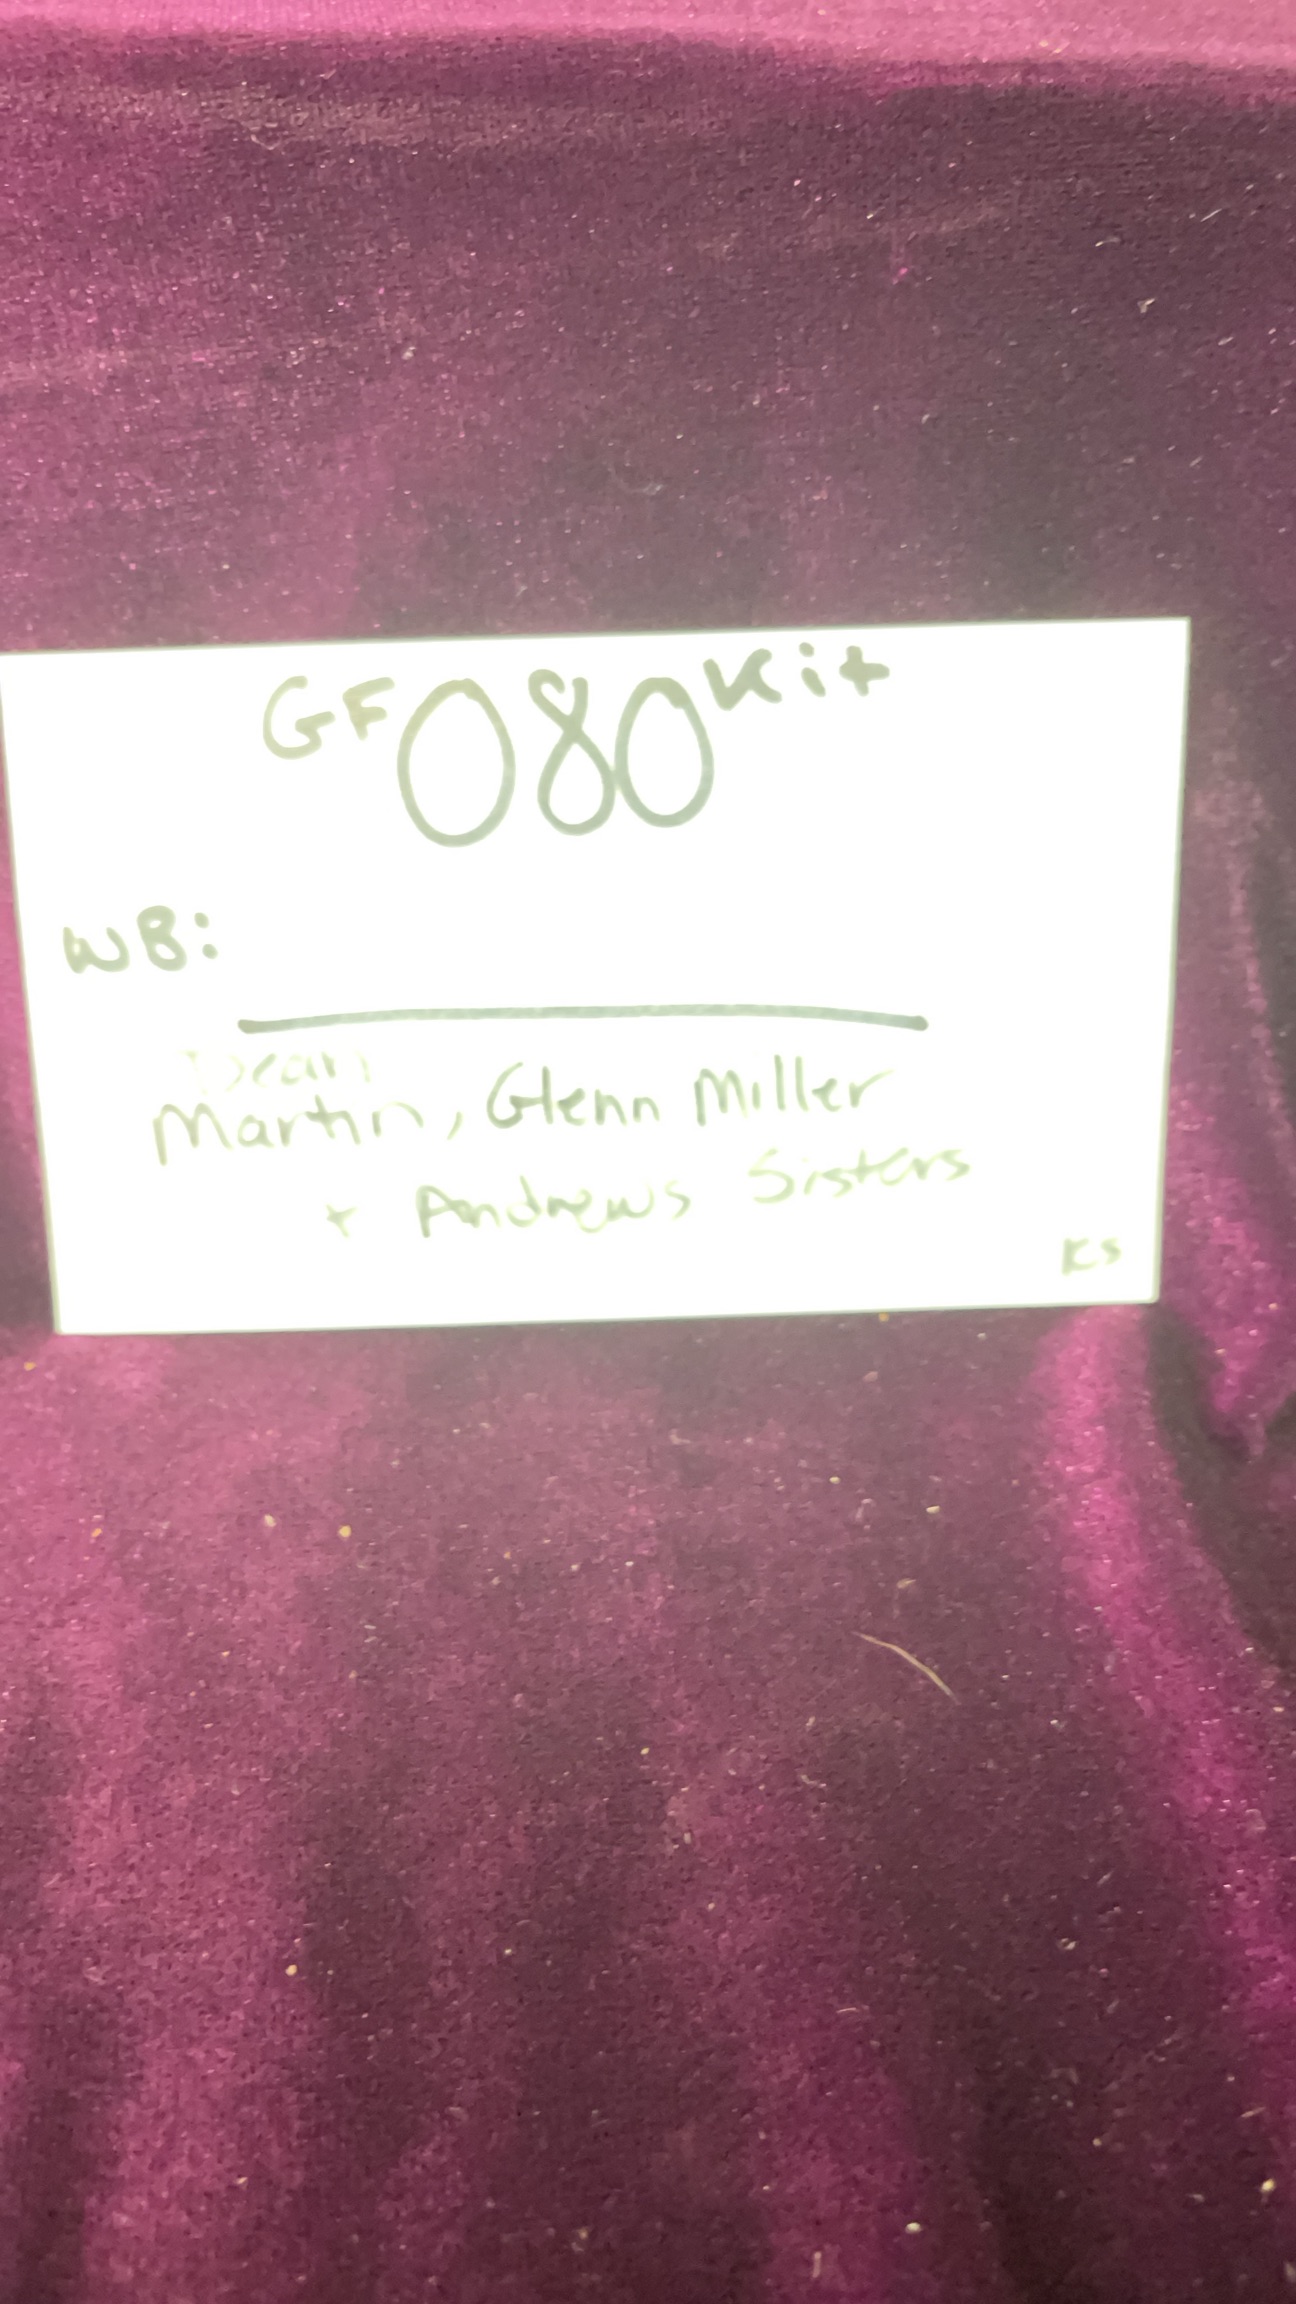 GF 080 Kit
WB:
Dean
Martin, Glenn Miller
+ Andrews Sisters
KS